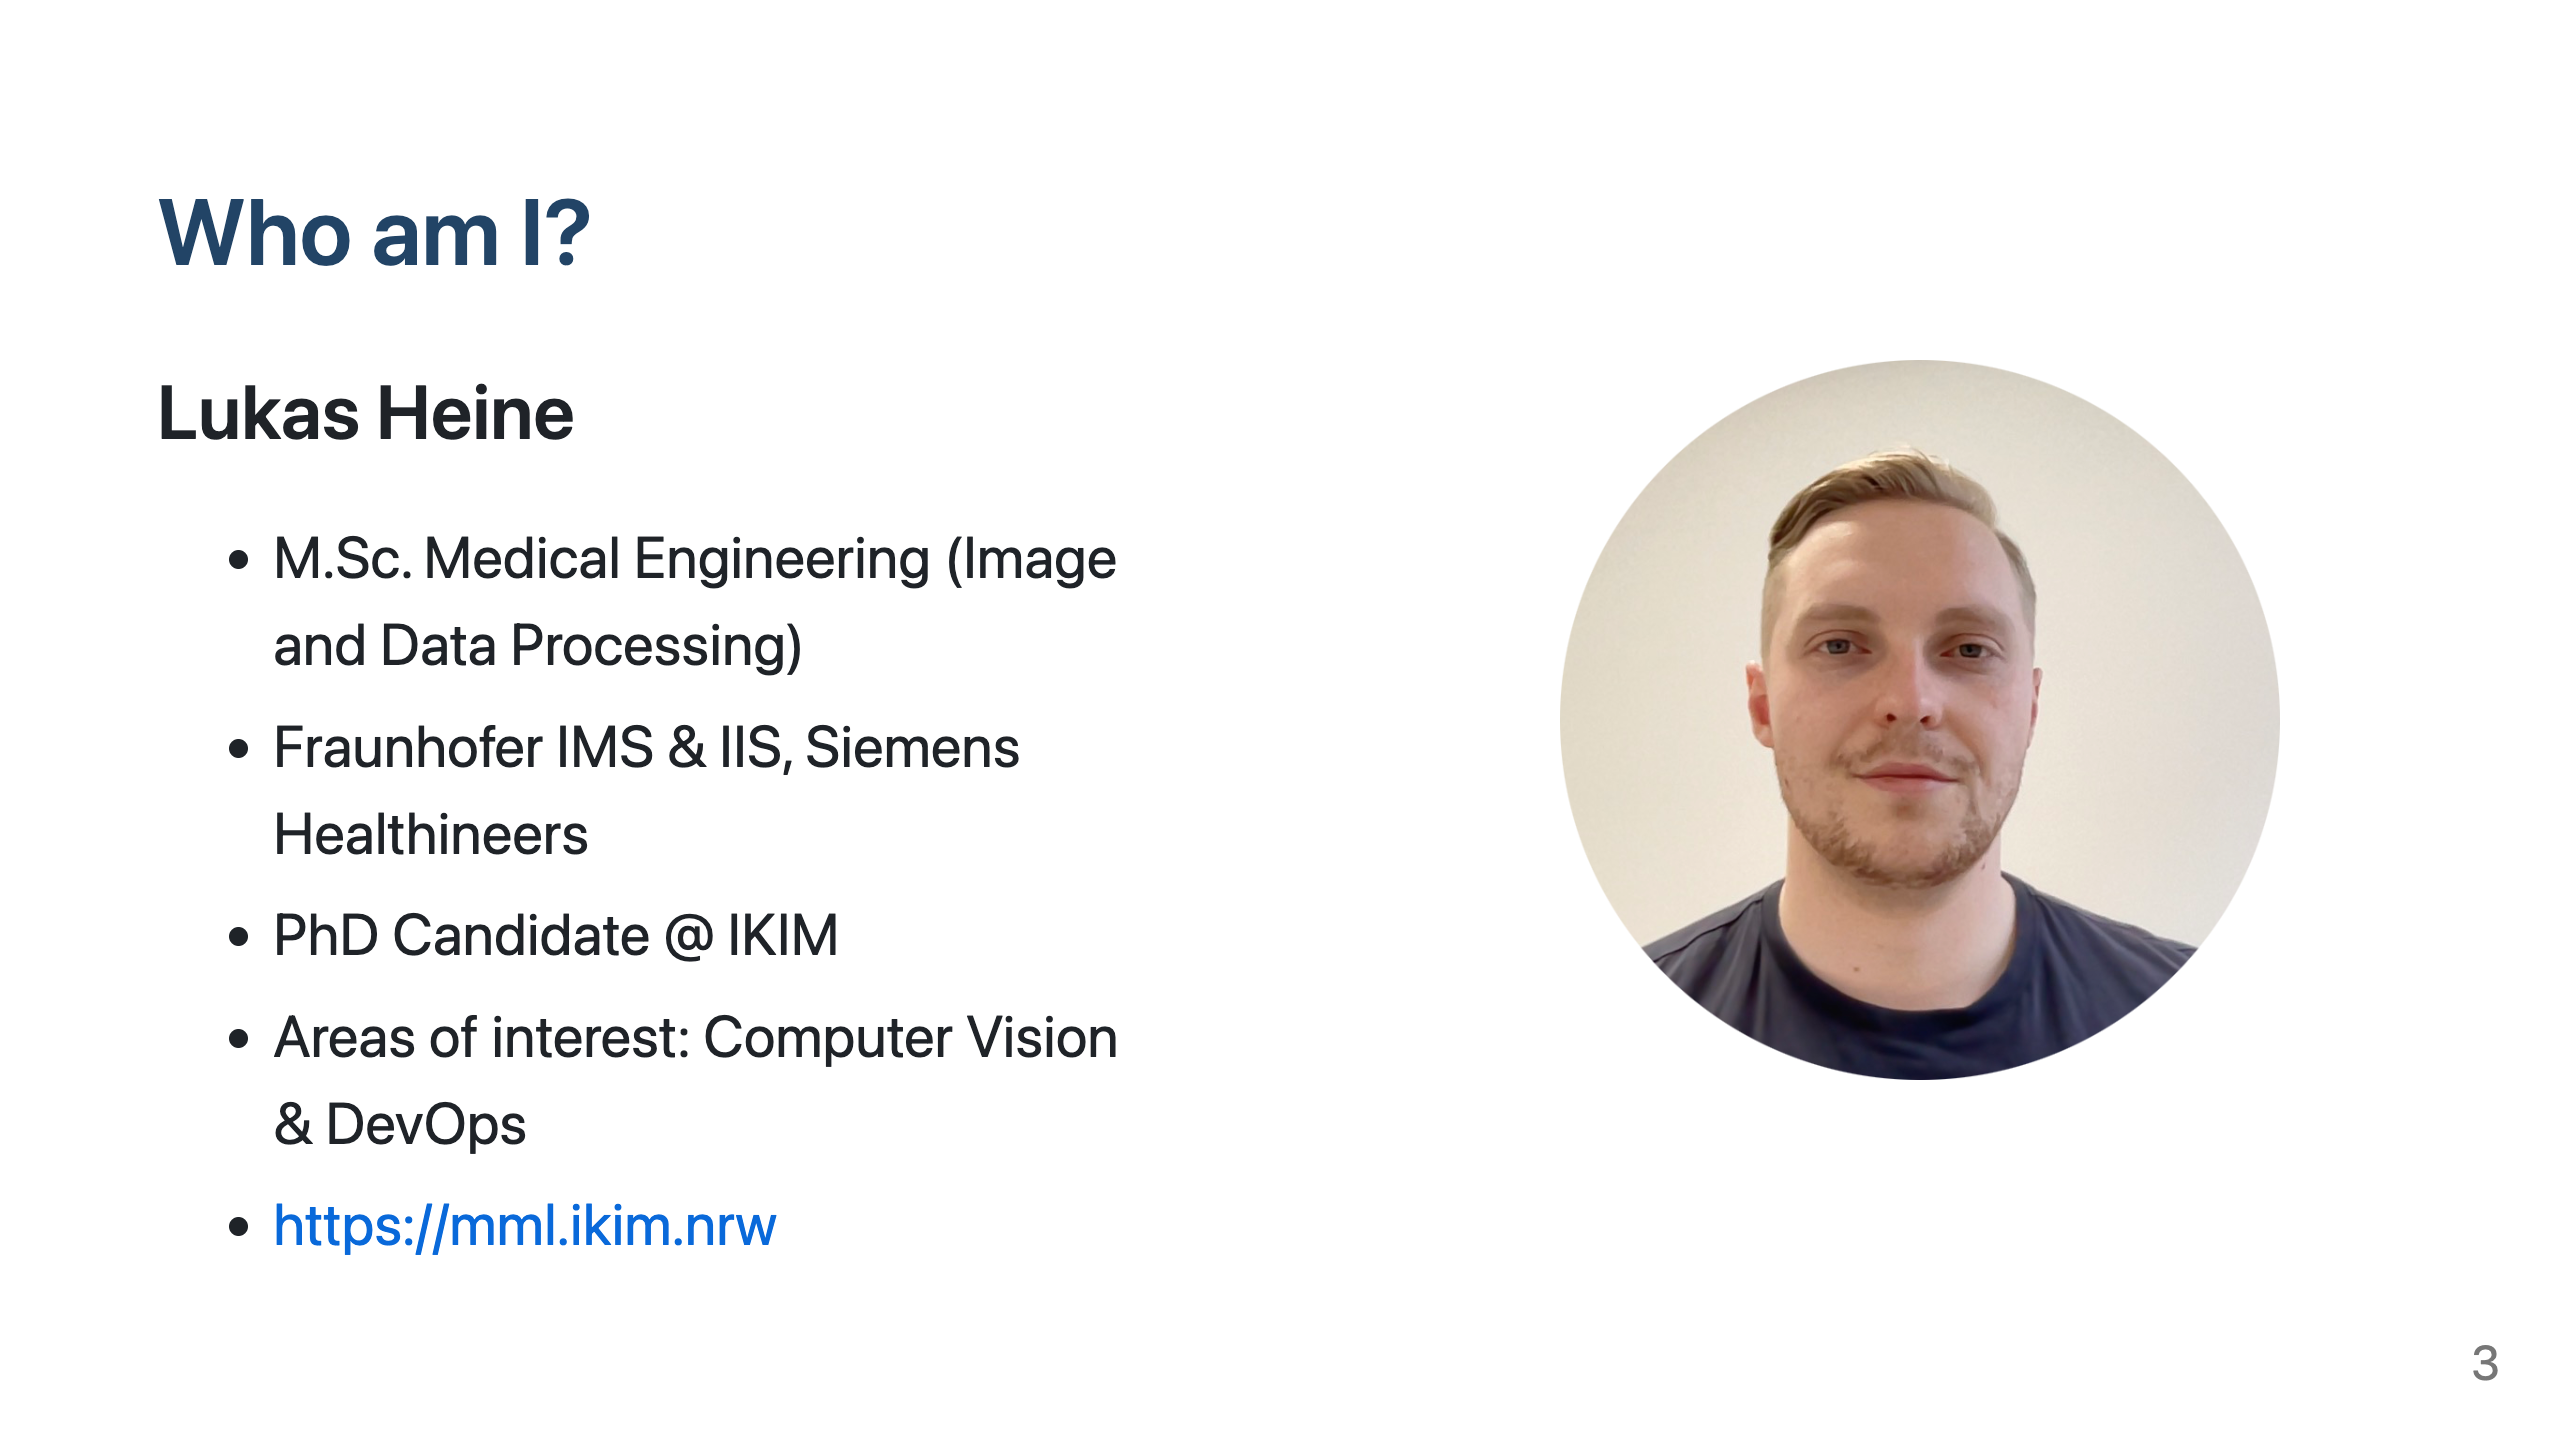 Who am I?
Lukas Heine
• M.Sc. Medical Engineering (Image
and Data Processing)
• Fraunhofer IMS & IIS, Siemens
Healthineers
• PhD Candidate @ IKIM
• Areas of interest: Computer Vision
& DevOps
• https://mml.ikim.nrw
3